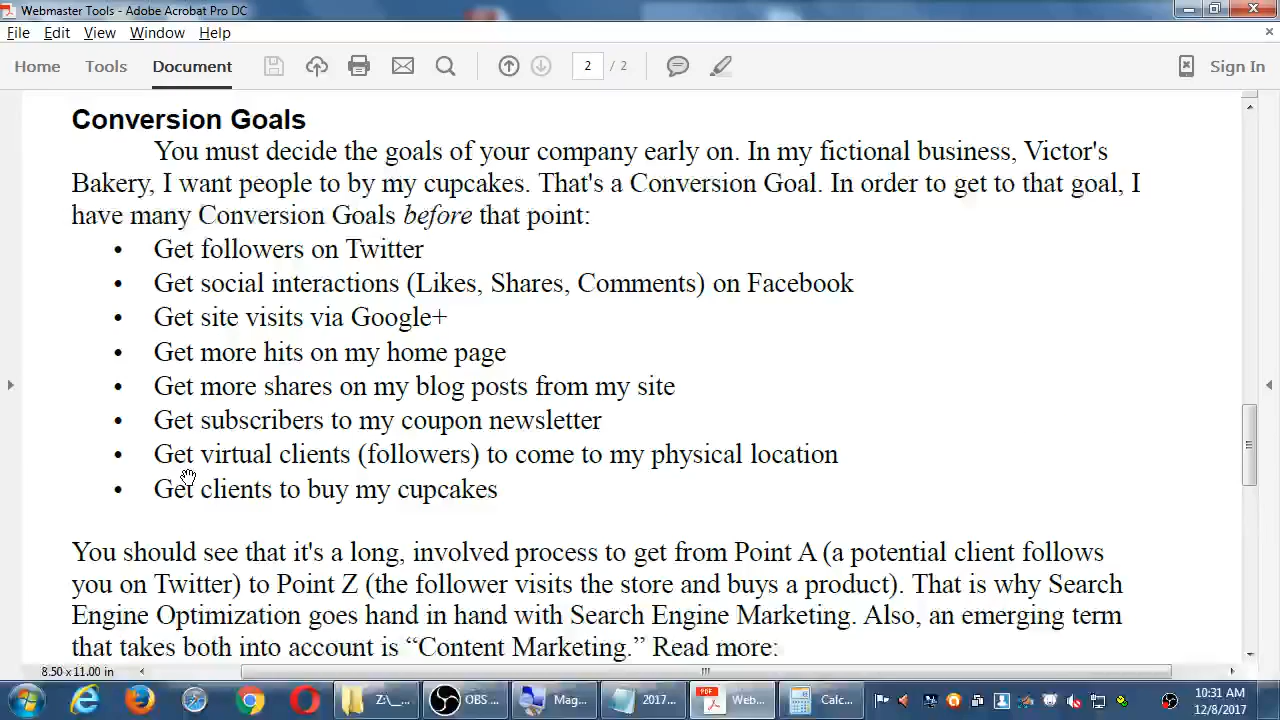 Webmaster Tools - Adobe Acrobat Pro DC
File Edit View Window Help
Home Tools Document 2 / 2 Sign In
Conversion Goals
You must decide the goals of your company early on. In my fictional business, Victor's
Bakery, I want people to by my cupcakes. That's a Conversion Goal. In order to get to that goal, I
have many Conversion Goals before that point:
• Get followers on Twitter
• Get social interactions (Likes, Shares, Comments) on Facebook
• Get site visits via Google+
• Get more hits on my home page
• Get more shares on my blog posts from my site
• Get subscribers to my coupon newsletter
• Get virtual clients (followers) to come to my physical location
• Get clients to buy my cupcakes
You should see that it's a long, involved process to get from Point A (a potential client follows
you on Twitter) to Point Z (the follower visits the store and buys a product). That is why Search
Engine Optimization goes hand in hand with Search Engine Marketing. Also, an emerging term
that takes both into account is “Content Marketing.” Read more:
8.50 x 11.00 in
Z:\_... OBS ... Mag... 2017... Web... Calc... 10:31 AM
12/8/2017